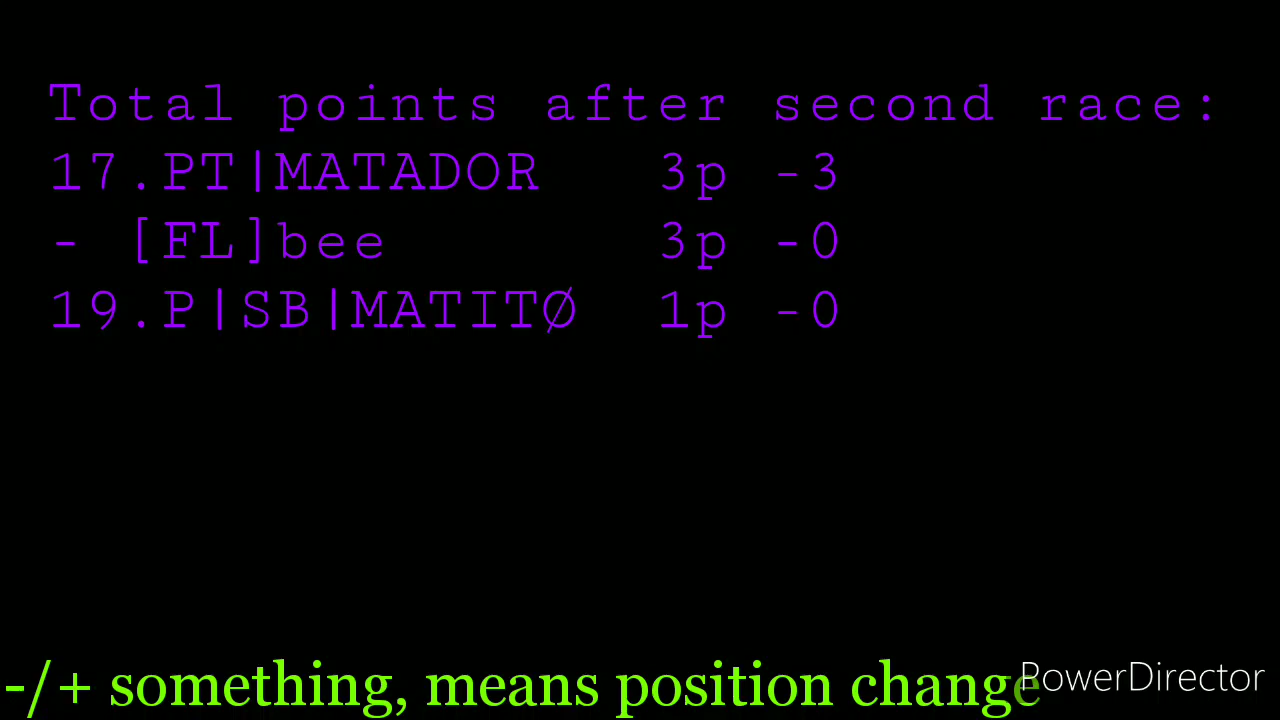 Total points after second race:
17.PT|MATADOR 3p -3
- [FL]bee 3p -0
19.P|SB|MATITØ 1p -0
-/+ something, means position change
PowerDirector